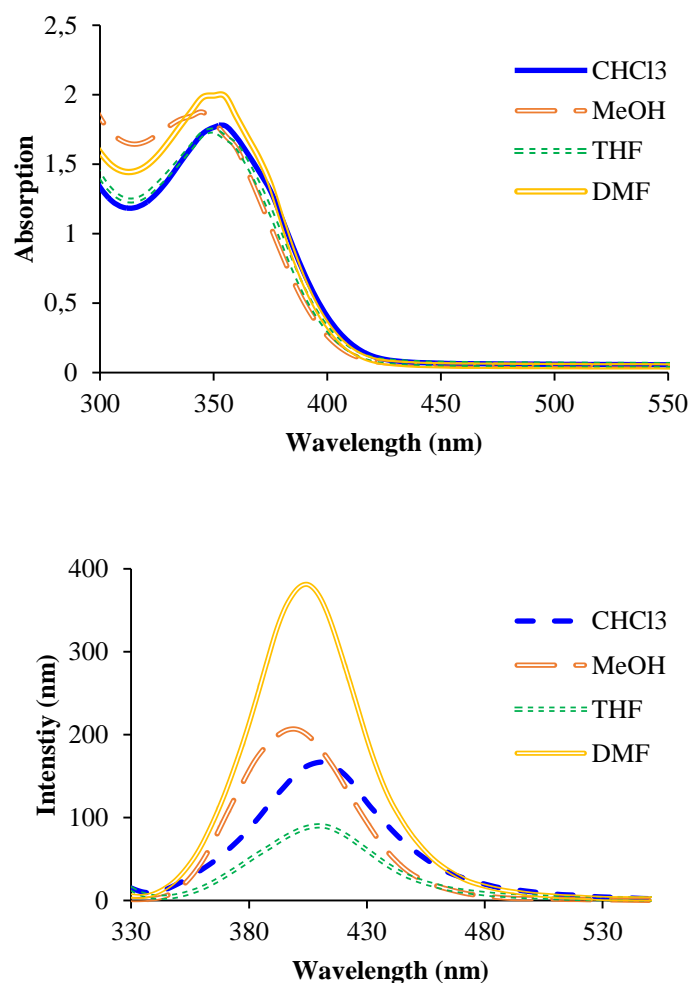 2,5
2
1,5
1
0,5
0
Absorption
300
350
400
450
500
550
Wavelength (nm)
CHCl3
MeOH
THF
DMF
400
300
200
100
0
Intenstiy (nm)
330
380
430
480
530
Wavelength (nm)
CHCl3
MeOH
THF
DMF